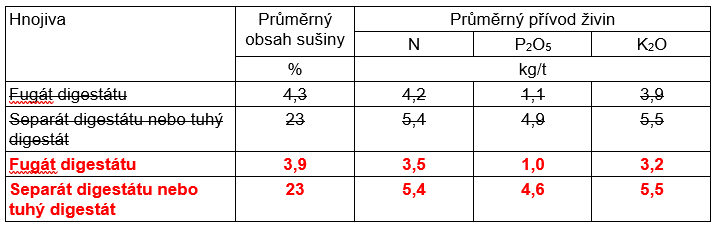 Hnojiva Průměrný obsah sušiny Průměrný přívod živin
N P₂O₅ K₂O
% kg/t
Fugát digestátu 4,3 4,2 1,1 3,9
Separát digestátu nebo tuhý digestát 23 5,4 4,9 5,5
Fugát digestátu 3,9 3,5 1,0 3,2
Separát digestátu nebo tuhý digestát 23 5,4 4,6 5,5